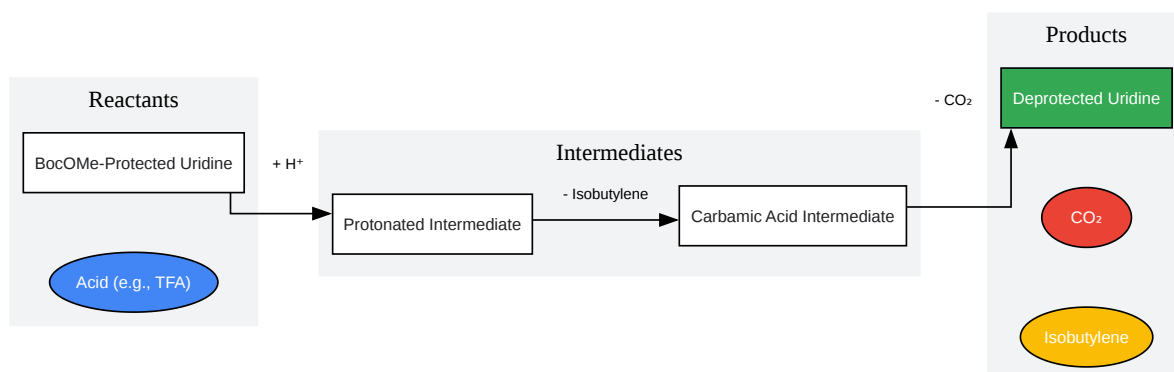 Reactants
BocOMe-Protected Uridine
Acid (e.g., TFA)
+ H⁺
Intermediates
Protonated Intermediate
- Isobutylene
Carbamic Acid Intermediate
- CO₂
Products
Deprotected Uridine
CO₂
Isobutylene